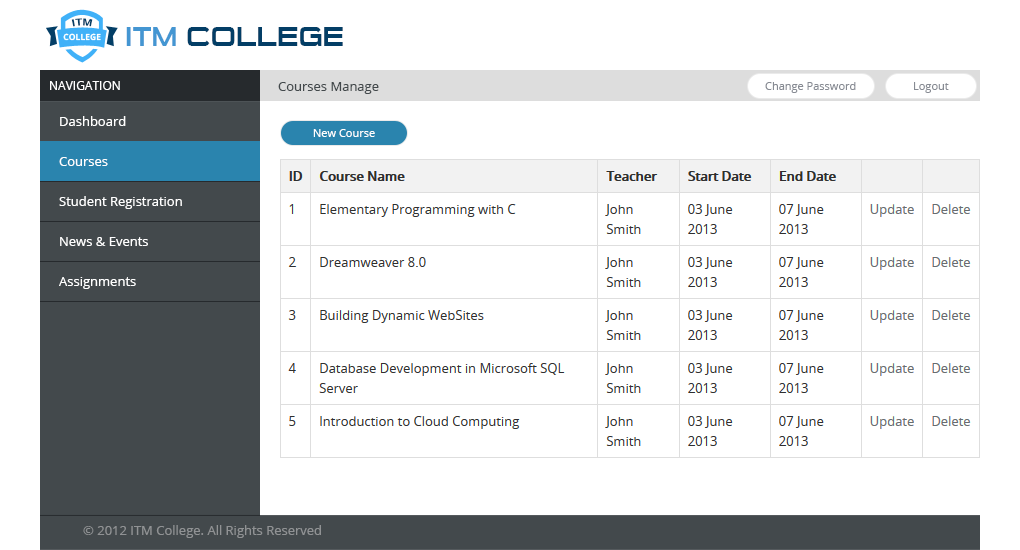 ITM
COLLEGE
ITM COLLEGE
NAVIGATION
Courses Manage
Change Password
Logout
Dashboard
Courses
Student Registration
News & Events
Assignments
New Course
ID Course Name Teacher Start Date End Date
1 Elementary Programming with C John Smith 03 June 2013 07 June 2013 Update Delete
2 Dreamweaver 8.0 John Smith 03 June 2013 07 June 2013 Update Delete
3 Building Dynamic WebSites John Smith 03 June 2013 07 June 2013 Update Delete
4 Database Development in Microsoft SQL Server John Smith 03 June 2013 07 June 2013 Update Delete
5 Introduction to Cloud Computing John Smith 03 June 2013 07 June 2013 Update Delete
© 2012 ITM College. All Rights Reserved